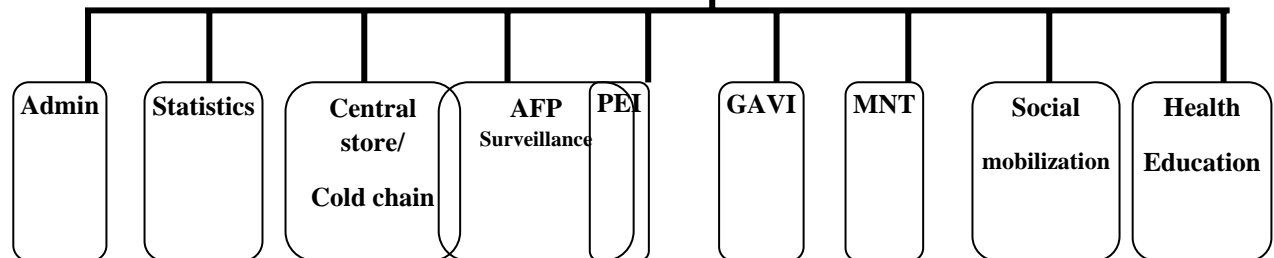 Admin
Statistics
Central
store/
Cold chain
AFP
Surveillance
PEI
GAVI
MNT
Social
mobilization
Health
Education